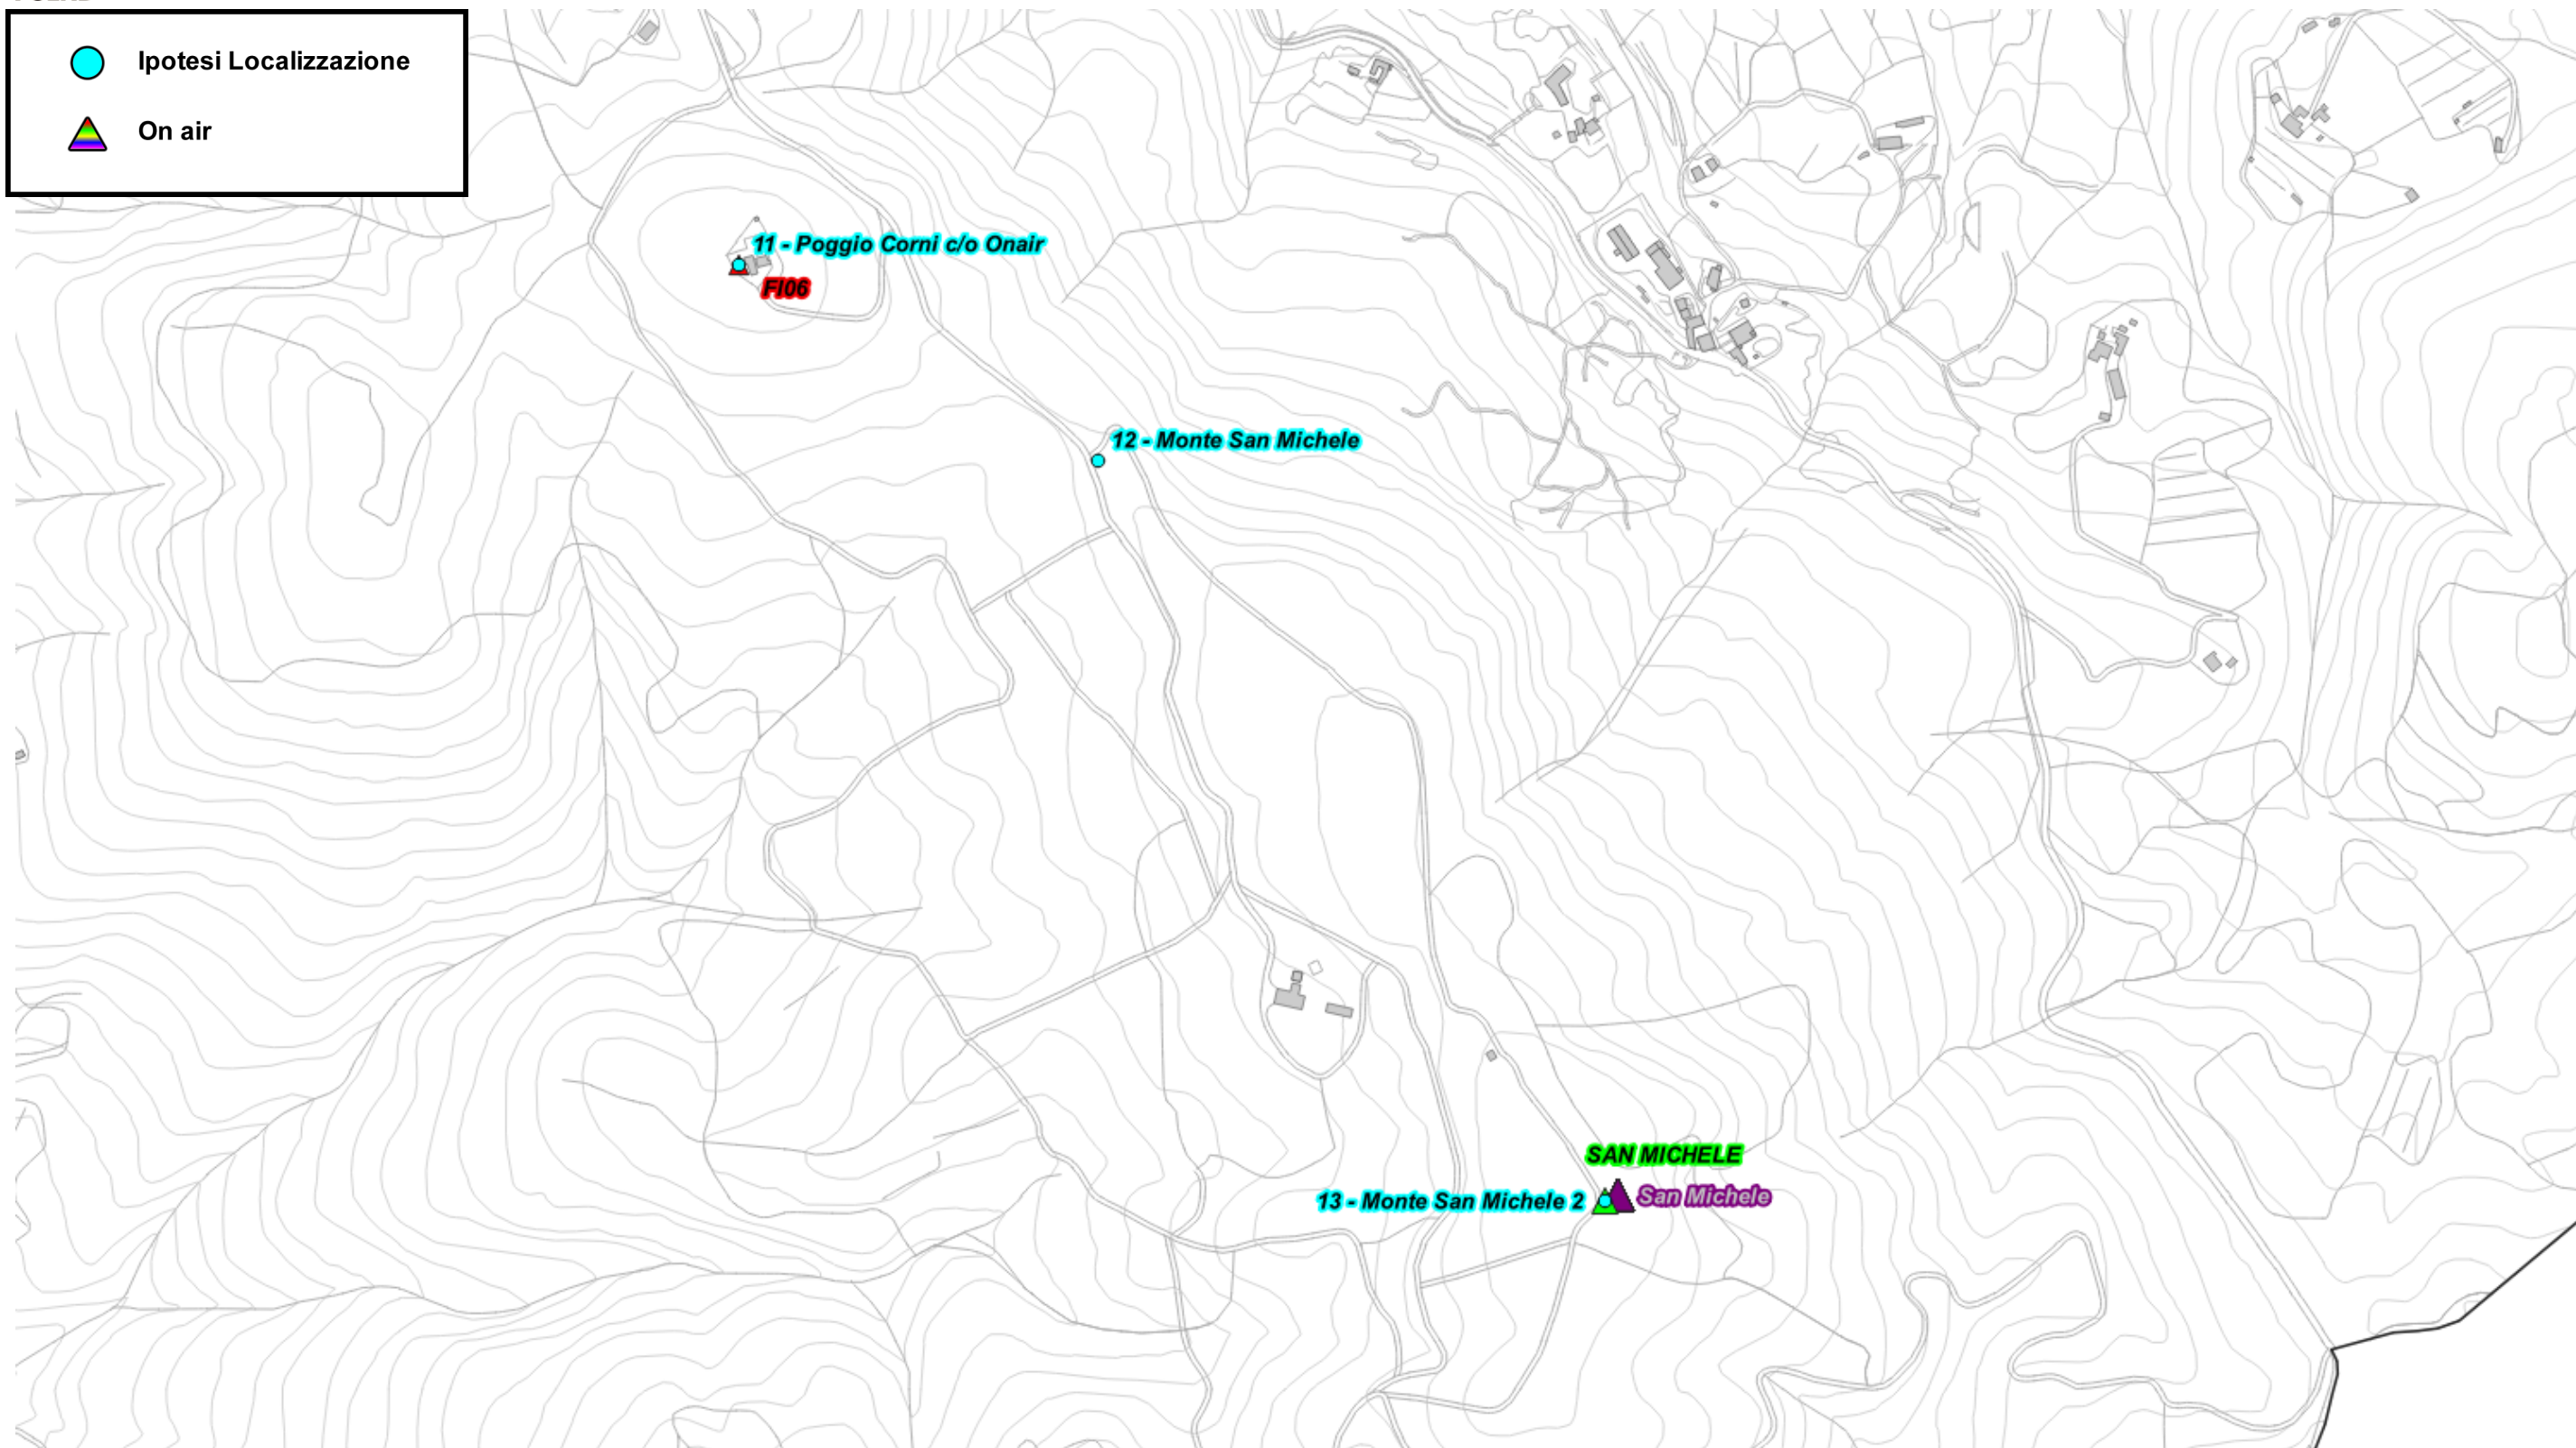 Ipotesi Localizzazione
On air
11 - Poggio Corni c/o Onair
FI06
12 - Monte San Michele
SAN MICHELE
13 - Monte San Michele 2
San Michele